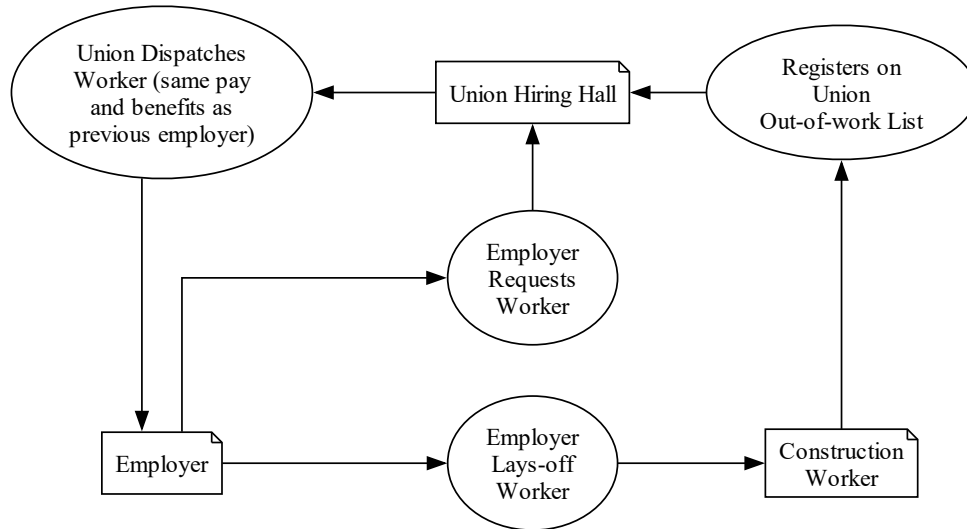 Union Dispatches
Worker (same pay
and benefits as
previous employer)
Union Hiring Hall
Registers on
Union
Out-of-work List
Employer
Requests
Worker
Employer
Employer
Lays-off
Worker
Construction
Worker